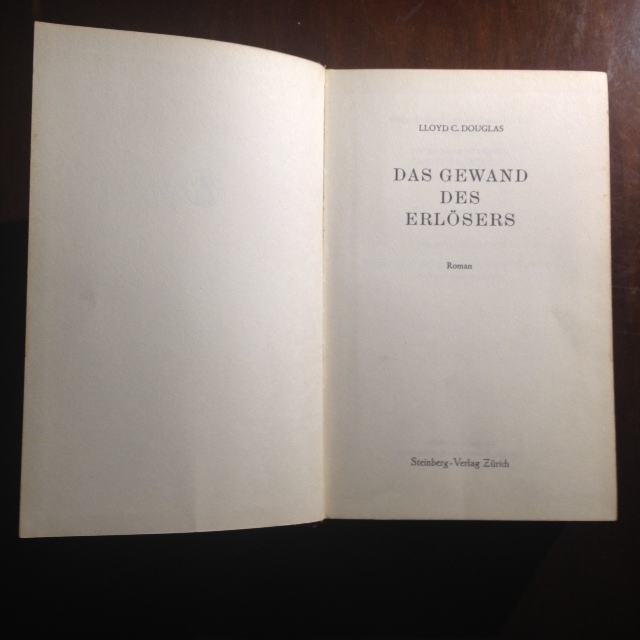 LLOYD C. DOUGLAS
DAS GEWAND
DES
ERLÖSERS
Roman
Steinberg-Verlag Zürich